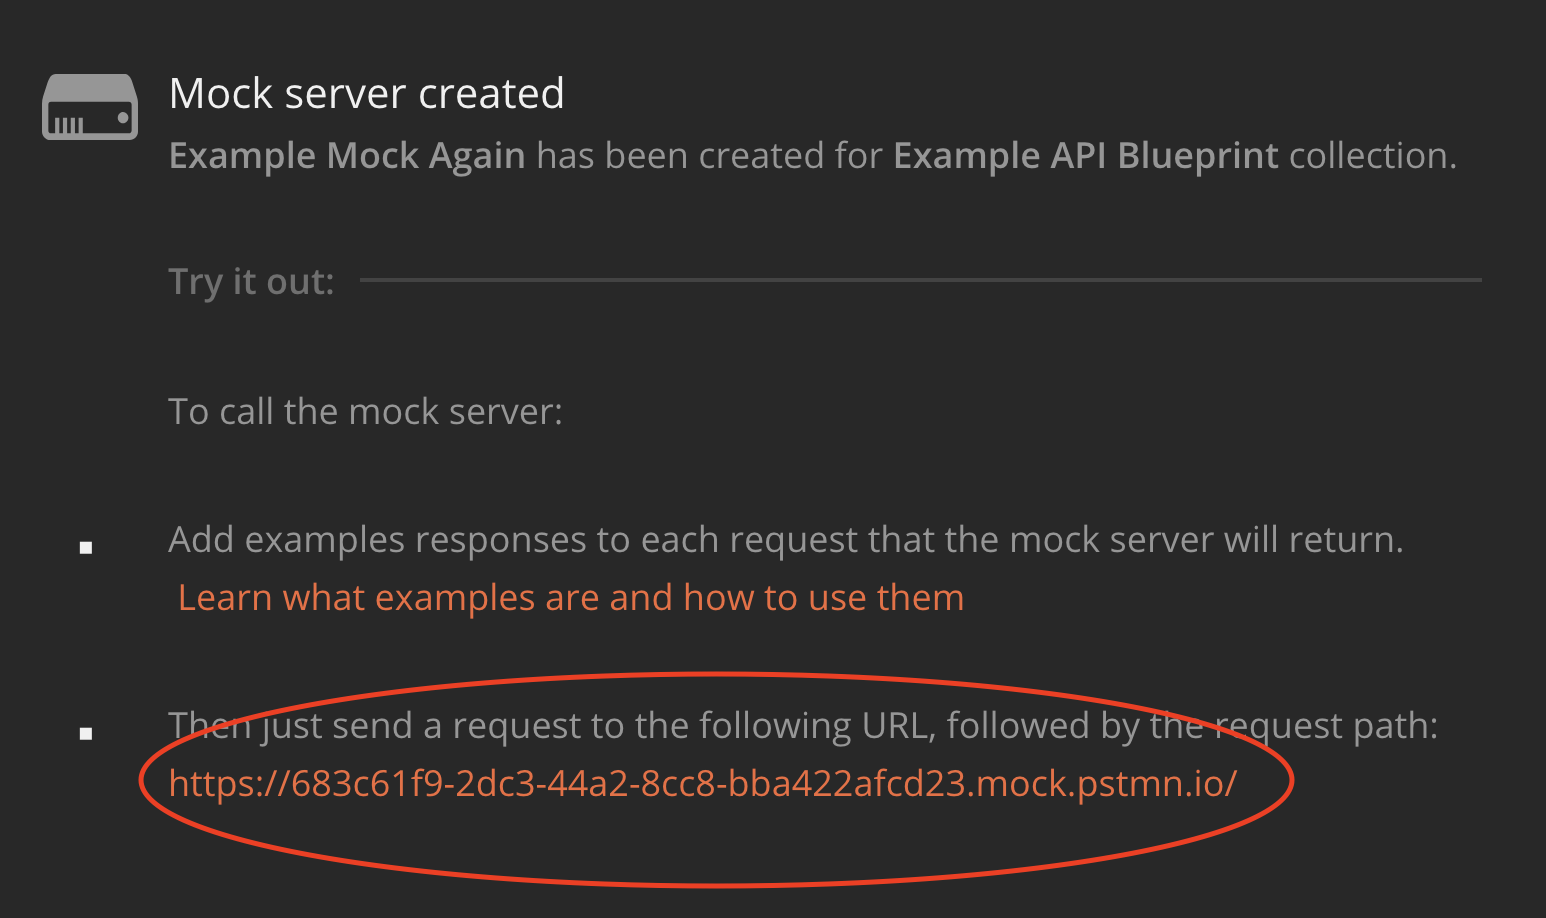 Mock server created
Example Mock Again has been created for Example API Blueprint collection.
Try it out:
To call the mock server:
Add examples responses to each request that the mock server will return.
Learn what examples are and how to use them
Then just send a request to the following URL, followed by the request path:
https://683c61f9-2dc3-44a2-8cc8-bba422afcd23.mock.pstmn.io/